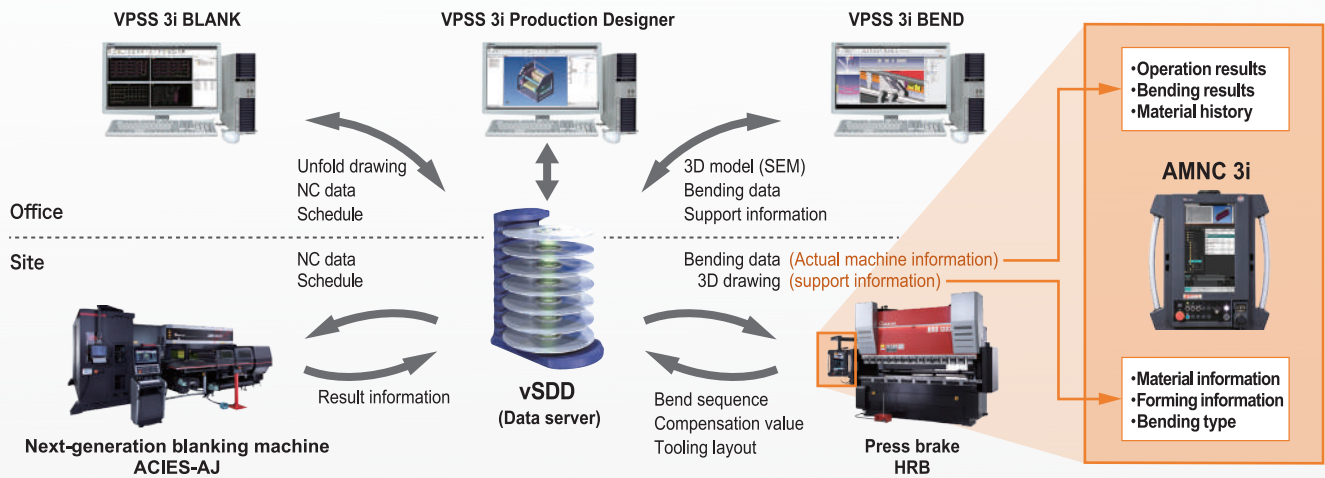 VPSS 3i BLANK
VPSS 3i Production Designer
VPSS 3i BEND
•Operation results
•Bending results
•Material history
Unfold drawing
NC data
Schedule
3D model (SEM)
Bending data
Support information
AMNC 3i
Office
Site
NC data
Schedule
Bending data (Actual machine information)
3D drawing (support information)
Result information
vSDD
(Data server)
Bend sequence
Compensation value
Tooling layout
•Material information
•Forming information
•Bending type
Next-generation blanking machine
ACIES-AJ
Press brake
HRB